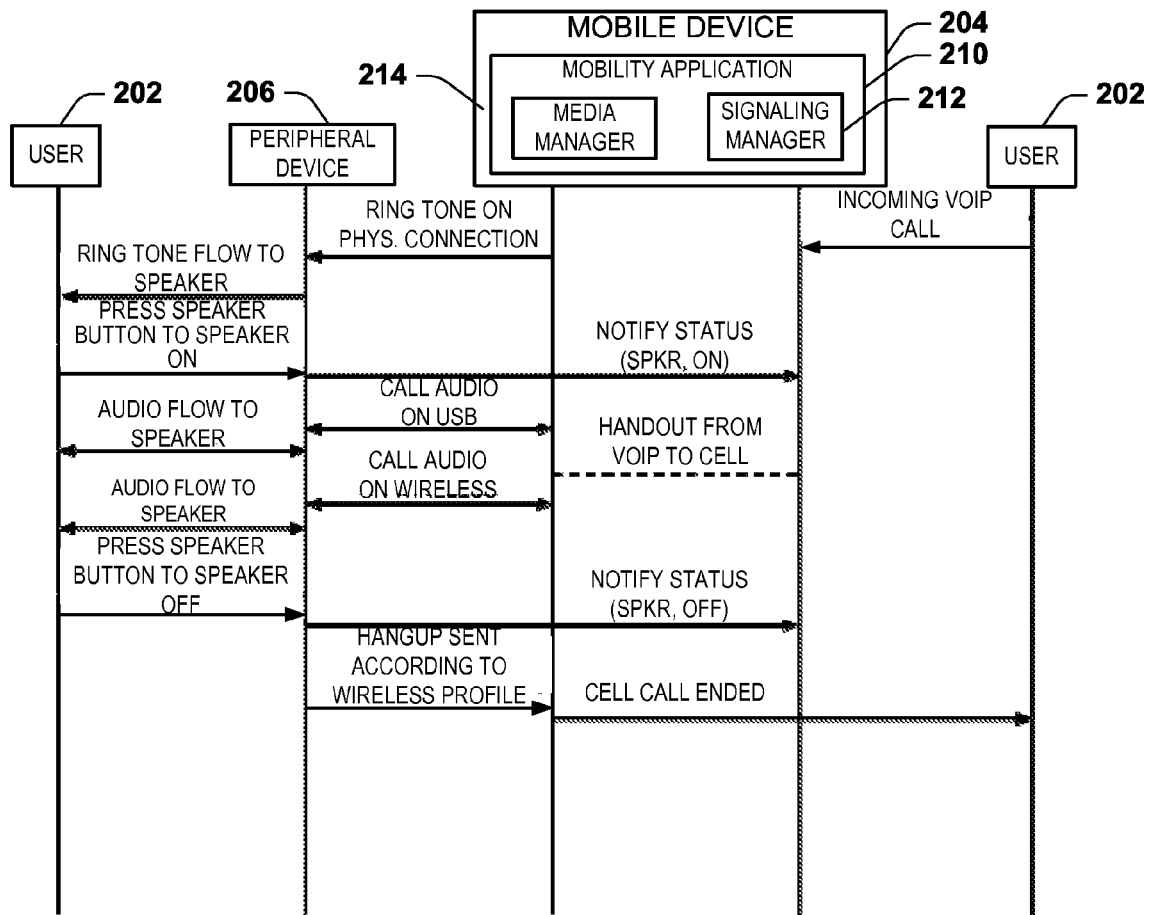 MOBILE DEVICE
204
MOBILITY APPLICATION
210
214
MEDIA
MANAGER
SIGNALING
MANAGER
212
202
USER
206
PERIPHERAL
DEVICE
202
USER
INCOMING VOIP
CALL
RING TONE ON
PHYS. CONNECTION
RING TONE FLOW TO
SPEAKER
PRESS SPEAKER
BUTTON TO SPEAKER
ON
NOTIFY STATUS
(SPKR, ON)
CALL AUDIO
ON USB
AUDIO FLOW TO
SPEAKER
HANDOUT FROM
VOIP TO CELL
CALL AUDIO
ON WIRELESS
AUDIO FLOW TO
SPEAKER
PRESS SPEAKER
BUTTON TO SPEAKER
OFF
NOTIFY STATUS
(SPKR, OFF)
HANGUP SENT
ACCORDING TO
WIRELESS PROFILE
CELL CALL ENDED